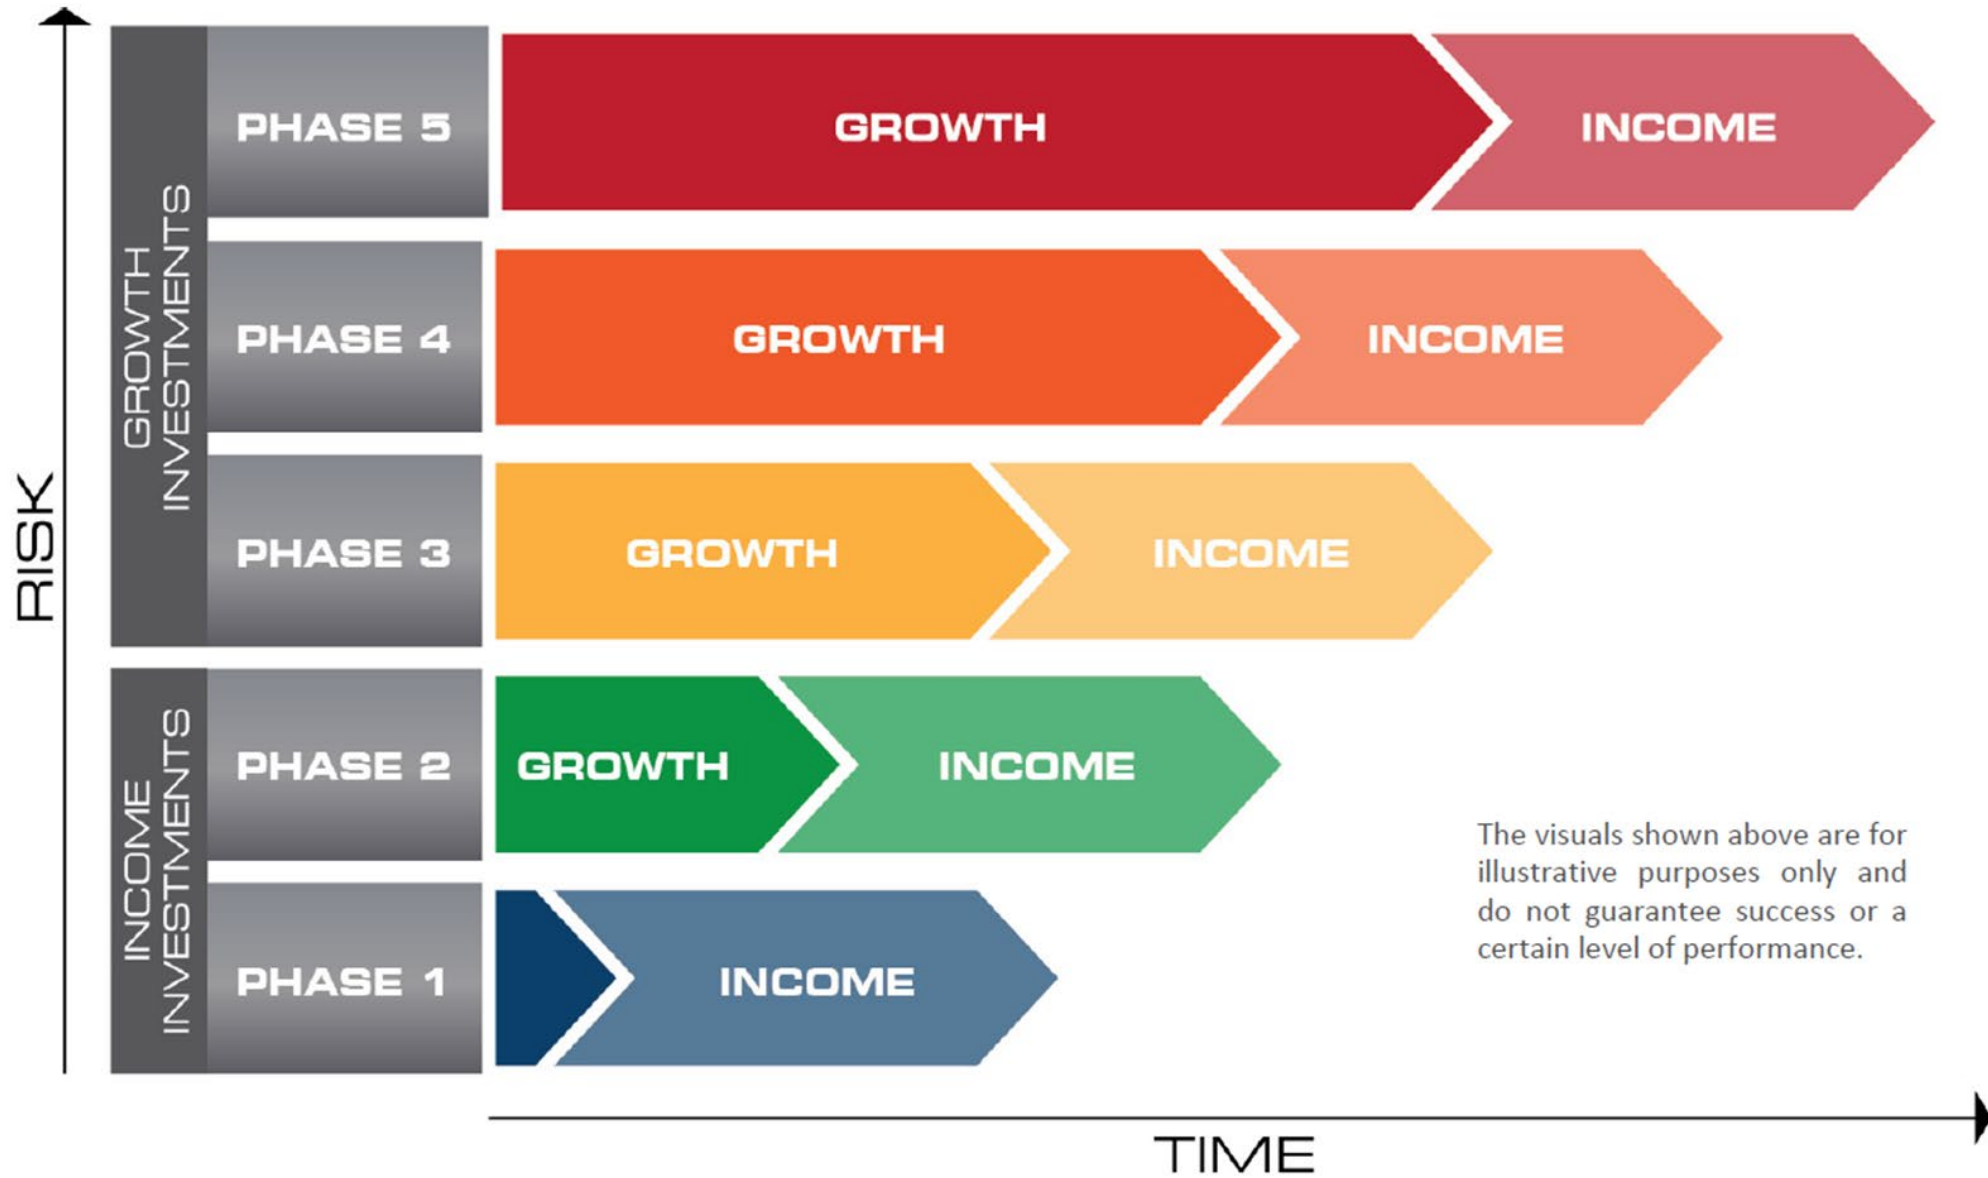 RISK
GROWTH
INVESTMENTS
PHASE 5
GROWTH
INCOME
PHASE 4
GROWTH
INCOME
PHASE 3
GROWTH
INCOME
INCOME
INVESTMENTS
PHASE 2
GROWTH
INCOME
PHASE 1
INCOME
The visuals shown above are for
illustrative purposes only and
do not guarantee success or a
certain level of performance.
TIME